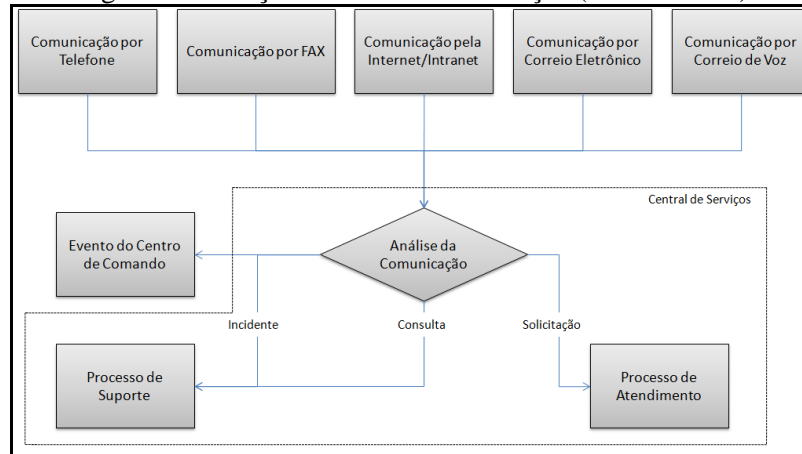 Comunicação por
Telefone
Comunicação por FAX
Comunicação pela
Internet/Intranet
Comunicação por
Correio Eletrônico
Comunicação por
Correio de Voz
Central de Serviços
Evento do Centro
de Comando
Análise da
Comunicação
Incidente
Consulta
Solicitação
Processo de
Suporte
Processo de
Atendimento